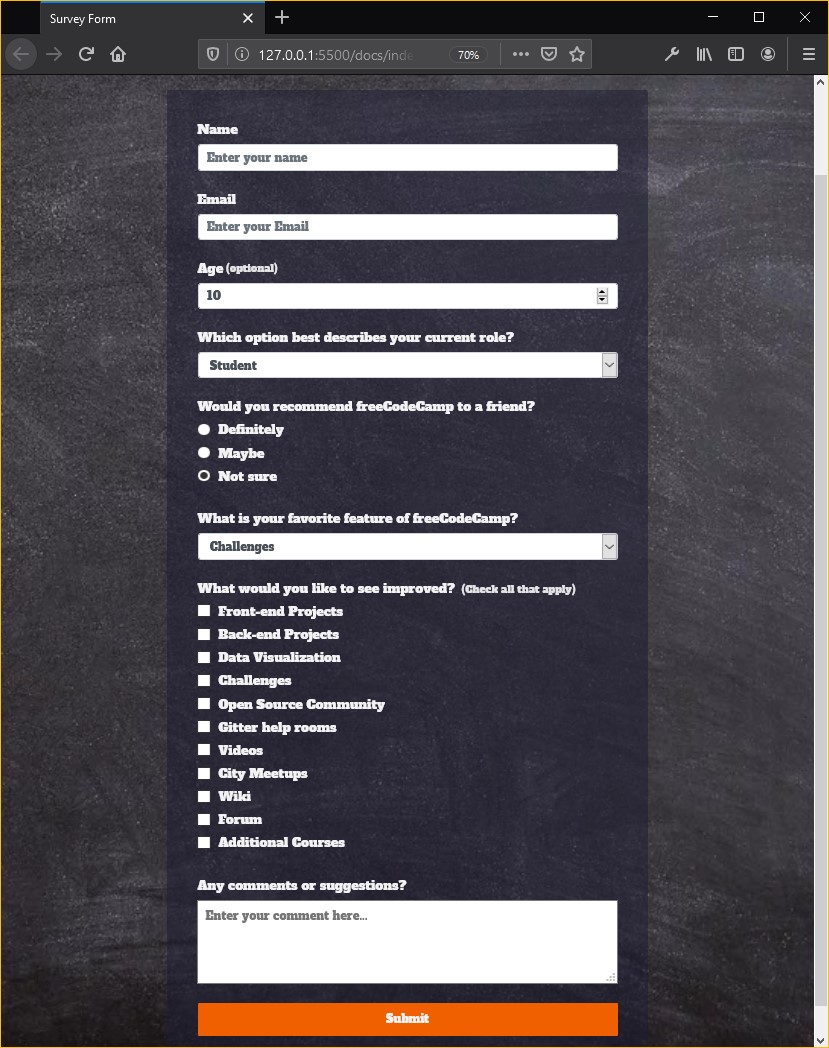 Survey Form
127.0.0.1:5500/docs/inde
70%
Name
Enter your name
Email
Enter your Email
Age (optional)
10
Which option best describes your current role?
Student
Would you recommend freeCodeCamp to a friend?
Definitely
Maybe
Not sure
What is your favorite feature of freeCodeCamp?
Challenges
What would you like to see improved? (Check all that apply)
Front-end Projects
Back-end Projects
Data Visualization
Challenges
Open Source Community
Gitter help rooms
Videos
City Meetups
Wiki
Forum
Additional Courses
Any comments or suggestions?
Enter your comment here...
Submit